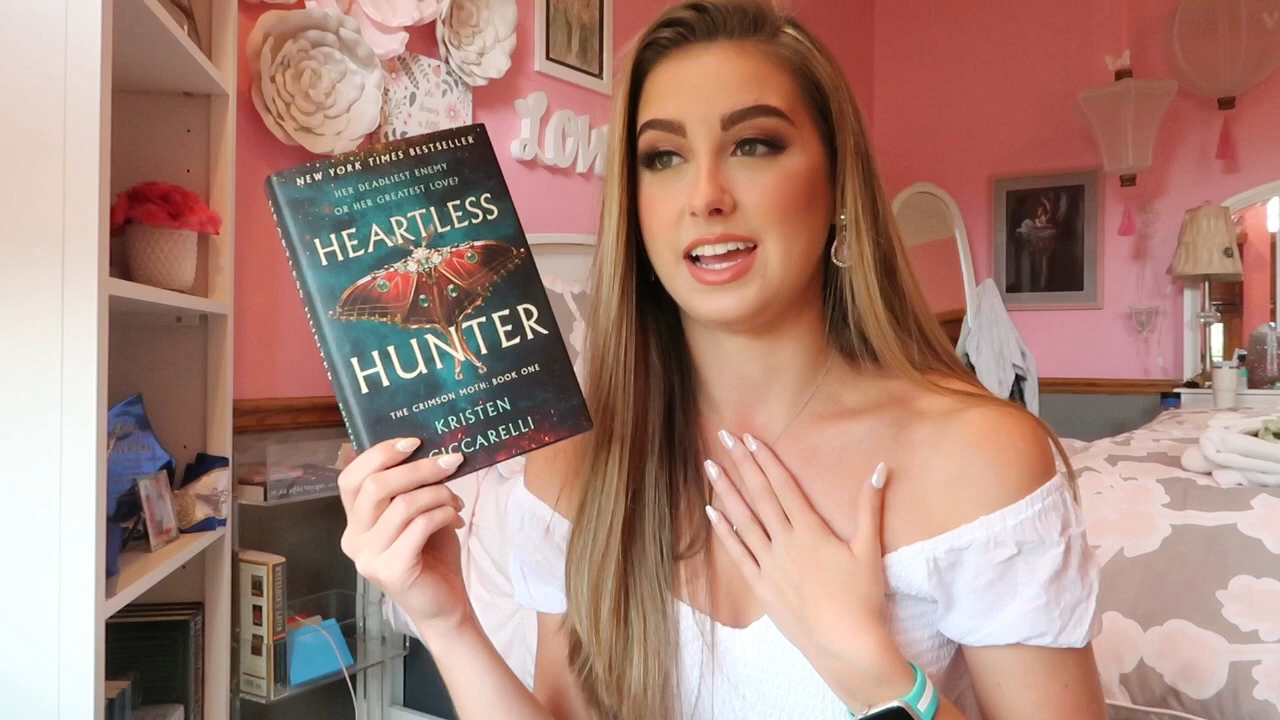 NEW YORK TIMES BESTSELLER
HER DEADLIEST ENEMY
OR HER GREATEST LOVE?
HEARTLESS
HUNTER
THE CRIMSON MOTH: BOOK ONE
KRISTEN
CICCARELLI
LOVE